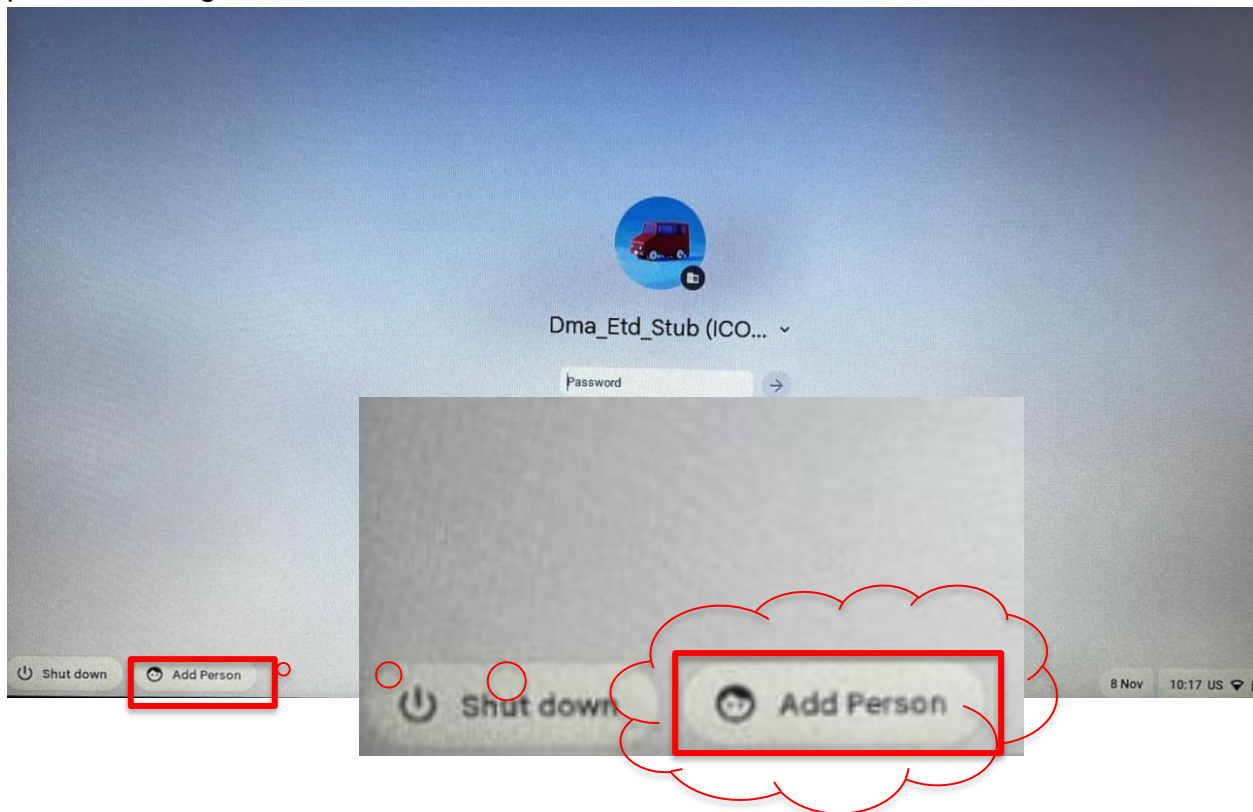 Dma_Etd_Stub (ICO...
Password
Shut down
Add Person
8 Nov
10:17 US
Shut down
Add Person